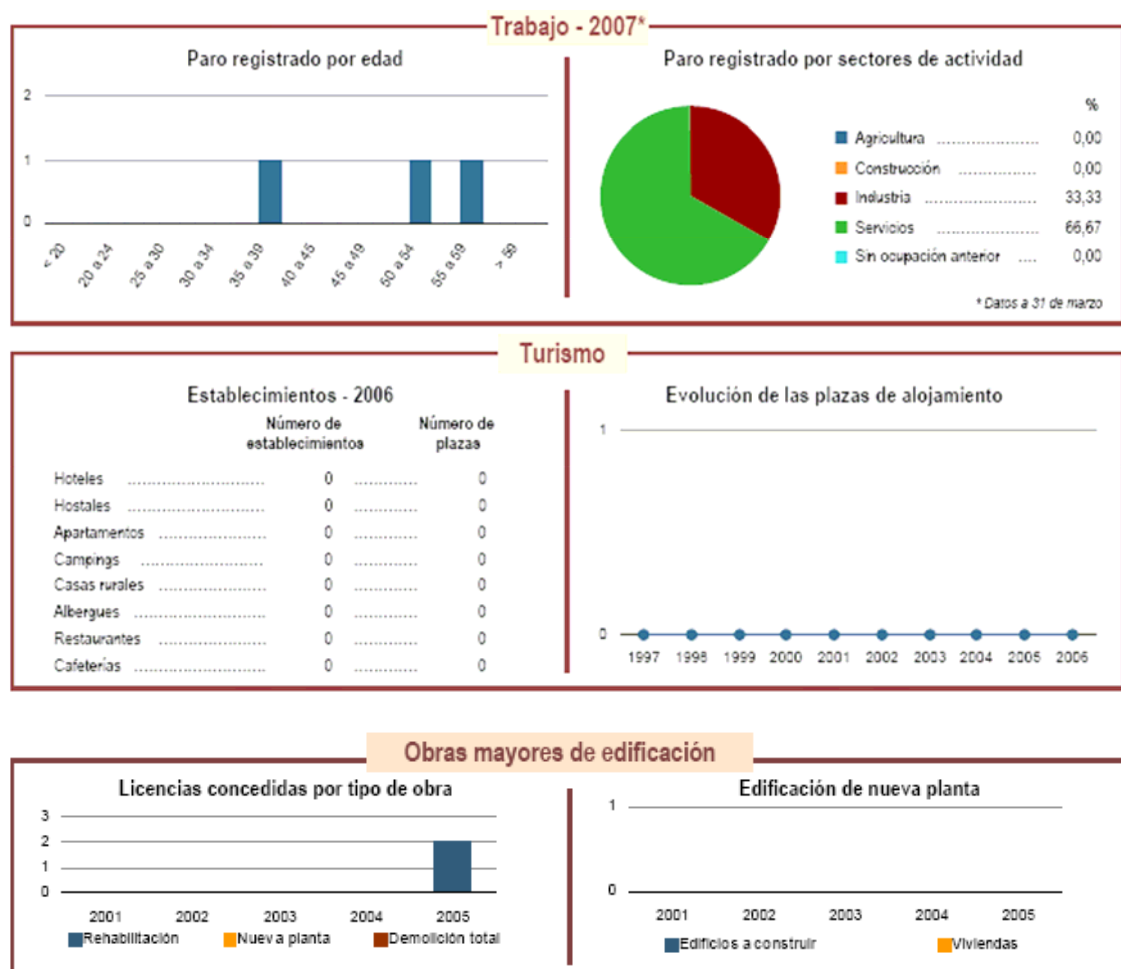 Trabajo - 2007*
Paro registrado por edad
2
1
0
< 20
20 a 24
25 a 30
30 a 34
35 a 39
40 a 45
45 a 49
50 a 54
55 a 59
> 59
Paro registrado por sectores de actividad
%
Agricultura .................. 0,00
Construcción .................. 0,00
Industria .................. 33,33
Servicios .................. 66,67
Sin ocupación anterior .... 0,00
* Datos a 31 de marzo
Turismo
Establecimientos - 2006
Número de establecimientos
Número de plazas
Hoteles .................. 0 ............ 0
Hostales .................. 0 ............ 0
Apartamentos .................. 0 ............ 0
Campings .................. 0 ............ 0
Casas rurales .................. 0 ............ 0
Albergues .................. 0 ............ 0
Restaurantes .................. 0 ............ 0
Cafeterías .................. 0 ............ 0
Evolución de las plazas de alojamiento
1
0
1997 1998 1999 2000 2001 2002 2003 2004 2005 2006
Obras mayores de edificación
Licencias concedidas por tipo de obra
3
2
1
0
2001 2002 2003 2004 2005
Rehabilitación Nueva planta Demolición total
Edificación de nueva planta
1
0
2001 2002 2003 2004 2005
Edificios a construir Viviendas